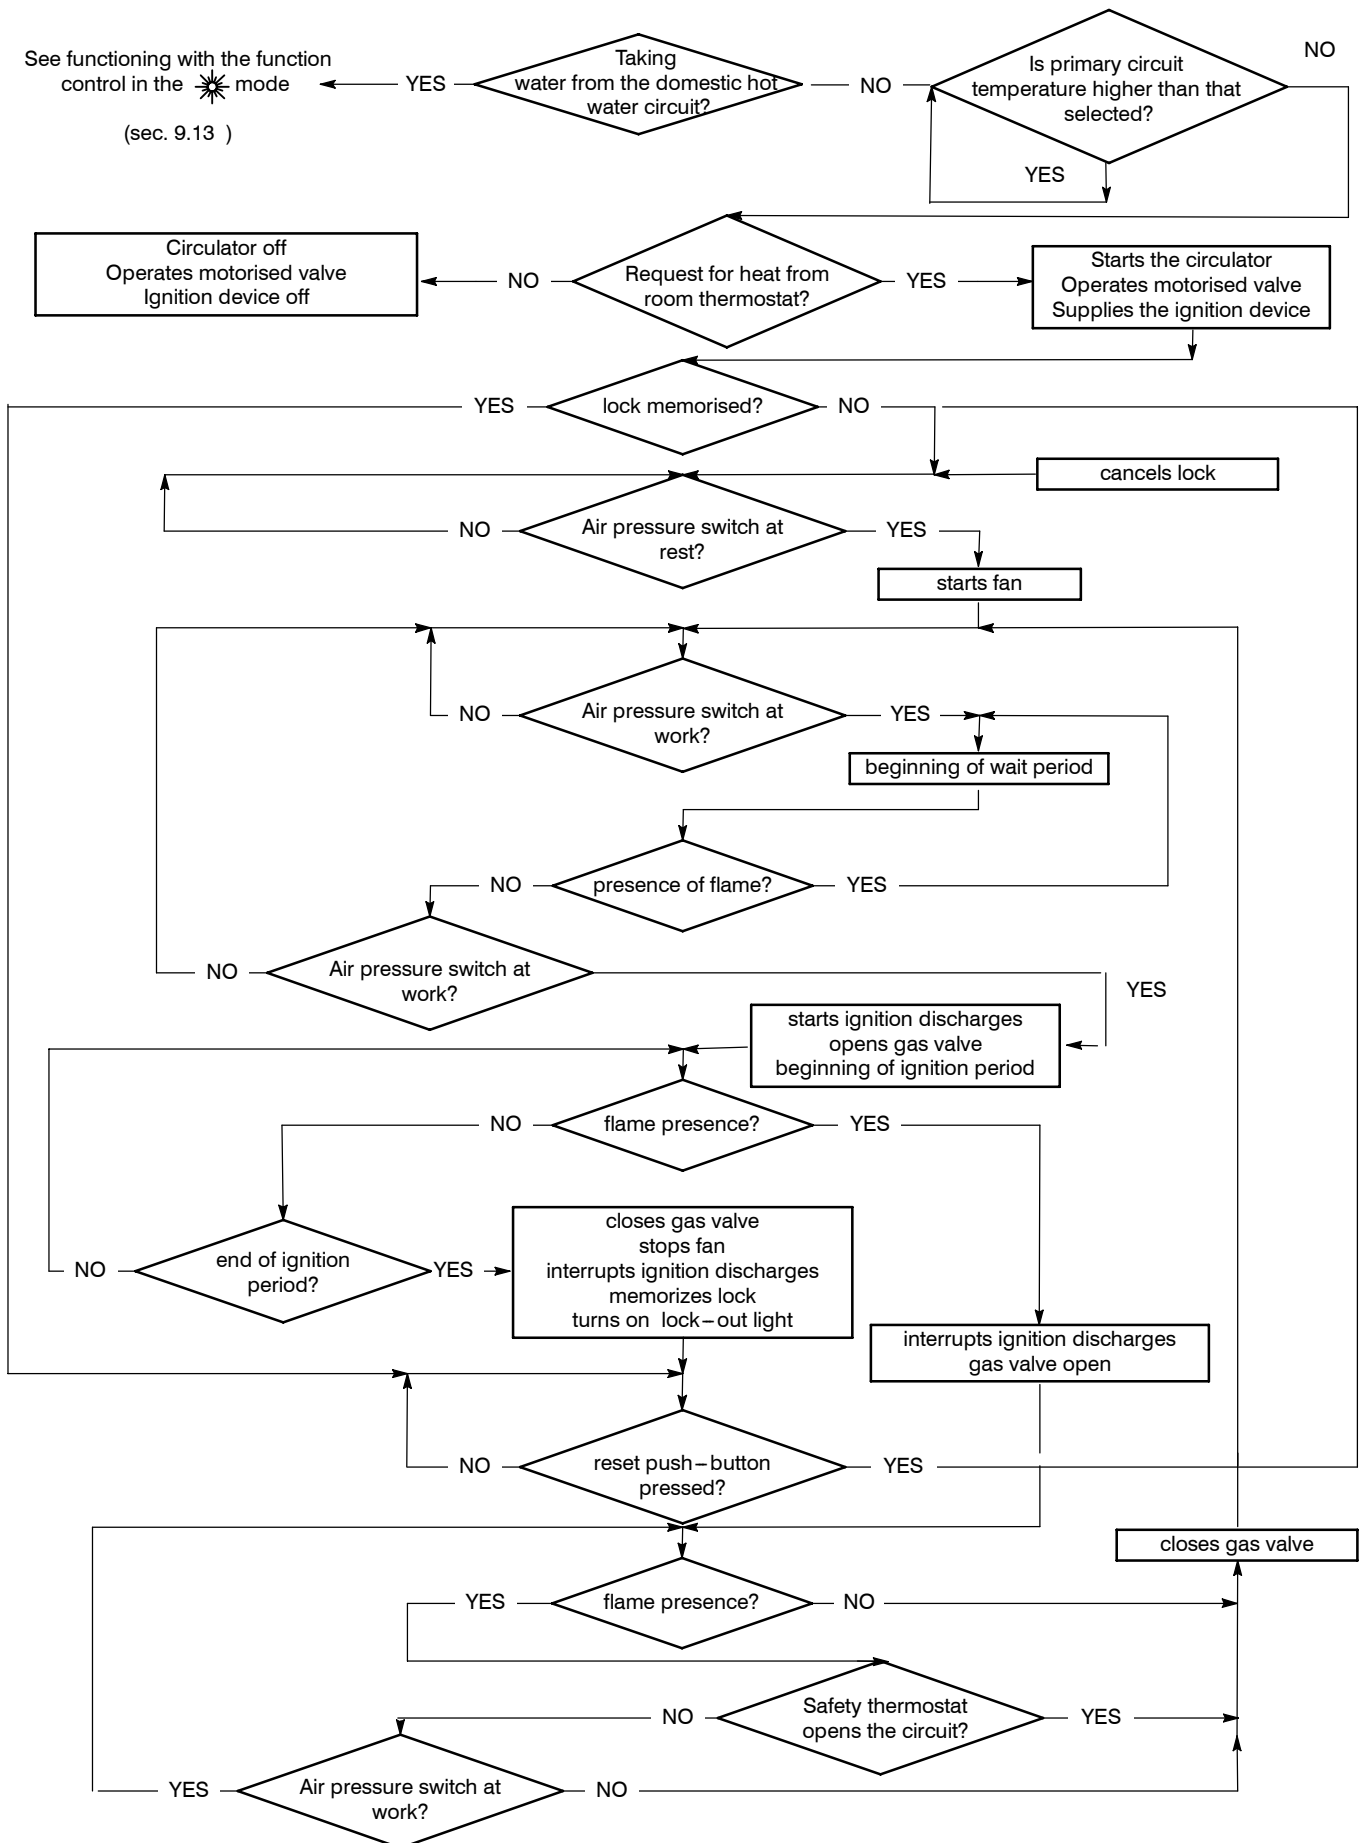 See functioning with the function
control in the mode
(sec. 9.13 )
YES
Taking
water from the domestic hot
water circuit?
NO
Is primary circuit
temperature higher than that
selected?
NO
YES
Circulator off
Operates motorised valve
Ignition device off
NO
Request for heat from
room thermostat?
YES
Starts the circulator
Operates motorised valve
Supplies the ignition device
YES
lock memorised?
NO
cancels lock
NO
Air pressure switch at
rest?
YES
starts fan
NO
Air pressure switch at
work?
YES
beginning of wait period
NO
presence of flame?
YES
NO
Air pressure switch at
work?
YES
starts ignition discharges
opens gas valve
beginning of ignition period
NO
flame presence?
YES
NO
end of ignition
period?
YES
closes gas valve
stops fan
interrupts ignition discharges
memorizes lock
turns on lock–out light
interrupts ignition discharges
gas valve open
NO
reset push–button
pressed?
YES
closes gas valve
YES
flame presence?
NO
NO
Safety thermostat
opens the circuit?
YES
YES
Air pressure switch at
work?
NO